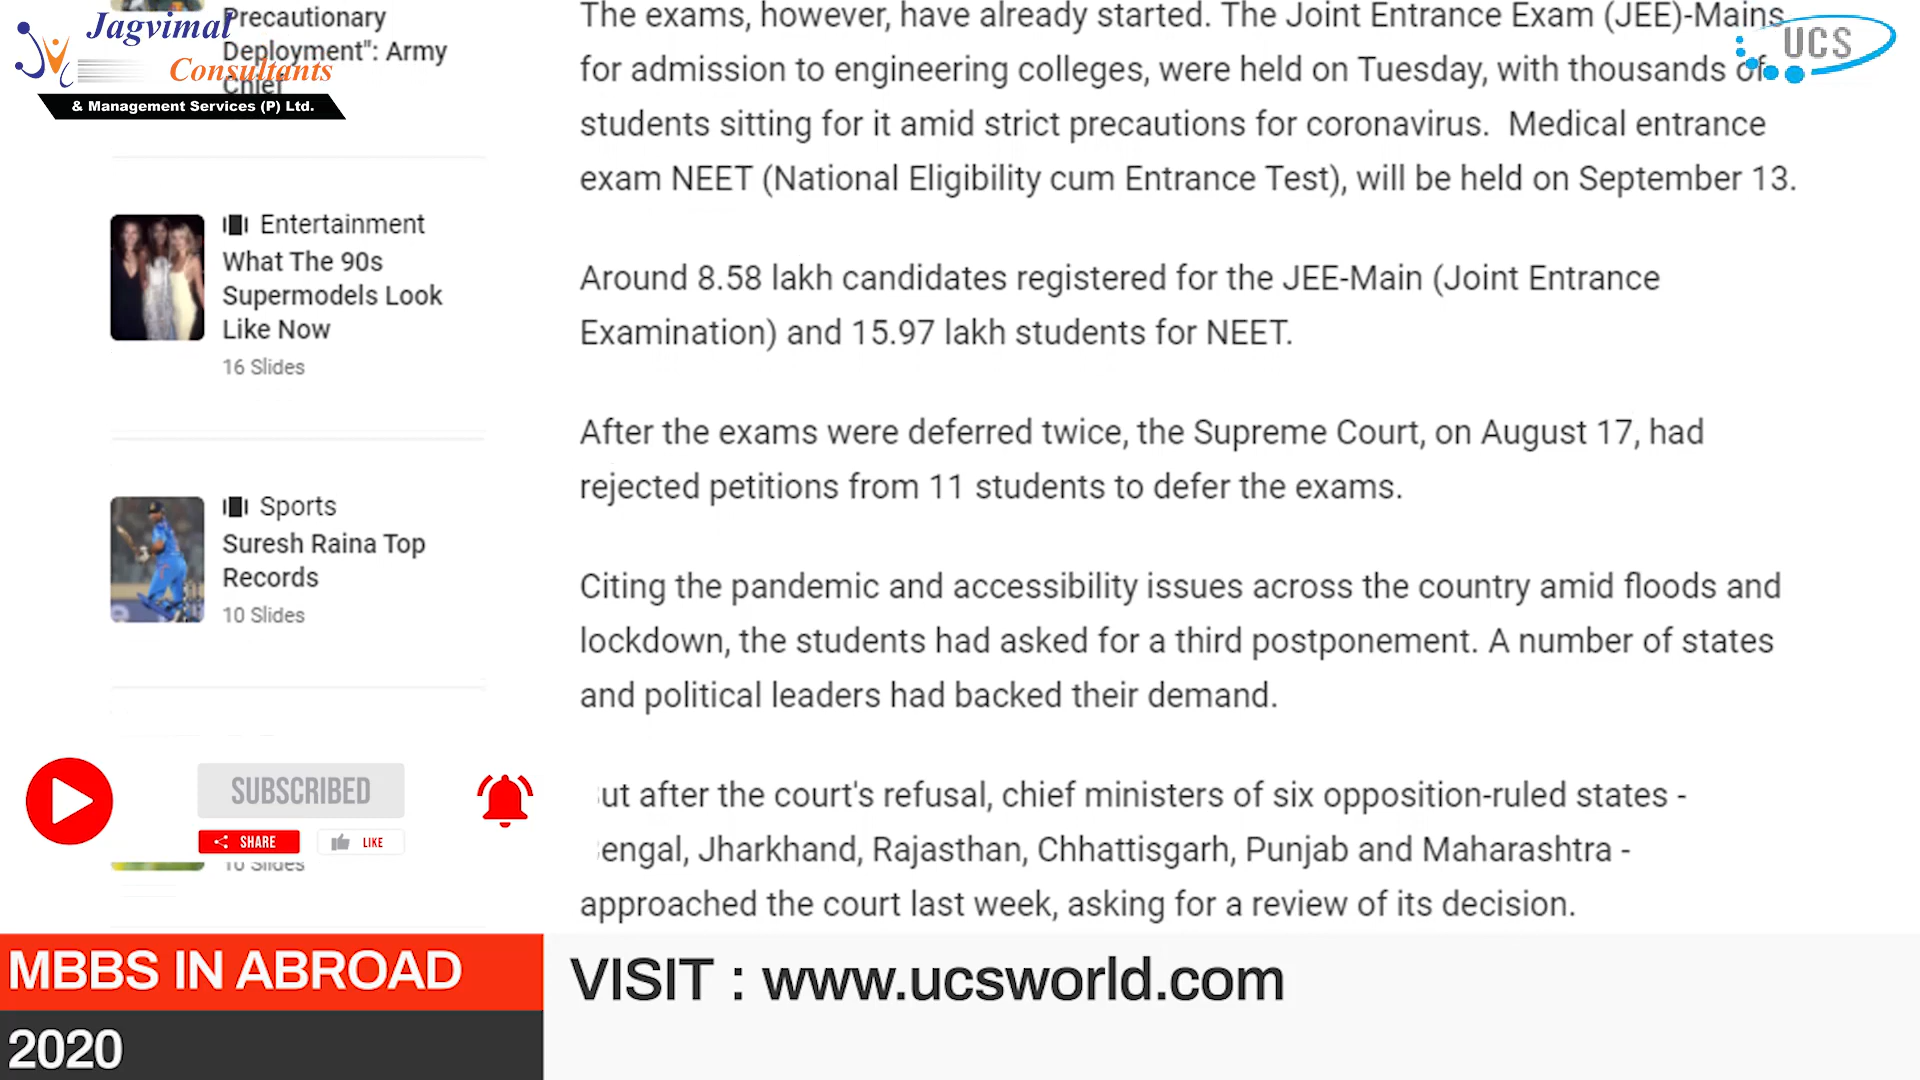 Jagvimal
Consultants
& Management Services (P) Ltd.
Precautionary
Deployment": Army
Chief
Entertainment
What The 90s
Supermodels Look
Like Now
16 Slides
Sports
Suresh Raina Top
Records
10 Slides
SUBSCRIBED
SHARE
LIKE
10 Slides
UCS
The exams, however, have already started. The Joint Entrance Exam (JEE)-Mains
for admission to engineering colleges, were held on Tuesday, with thousands of
students sitting for it amid strict precautions for coronavirus. Medical entrance
exam NEET (National Eligibility cum Entrance Test), will be held on September 13.
Around 8.58 lakh candidates registered for the JEE-Main (Joint Entrance
Examination) and 15.97 lakh students for NEET.
After the exams were deferred twice, the Supreme Court, on August 17, had
rejected petitions from 11 students to defer the exams.
Citing the pandemic and accessibility issues across the country amid floods and
lockdown, the students had asked for a third postponement. A number of states
and political leaders had backed their demand.
ut after the court's refusal, chief ministers of six opposition-ruled states -
engal, Jharkhand, Rajasthan, Chhattisgarh, Punjab and Maharashtra -
approached the court last week, asking for a review of its decision.
MBBS IN ABROAD
2020
VISIT : www.ucsworld.com